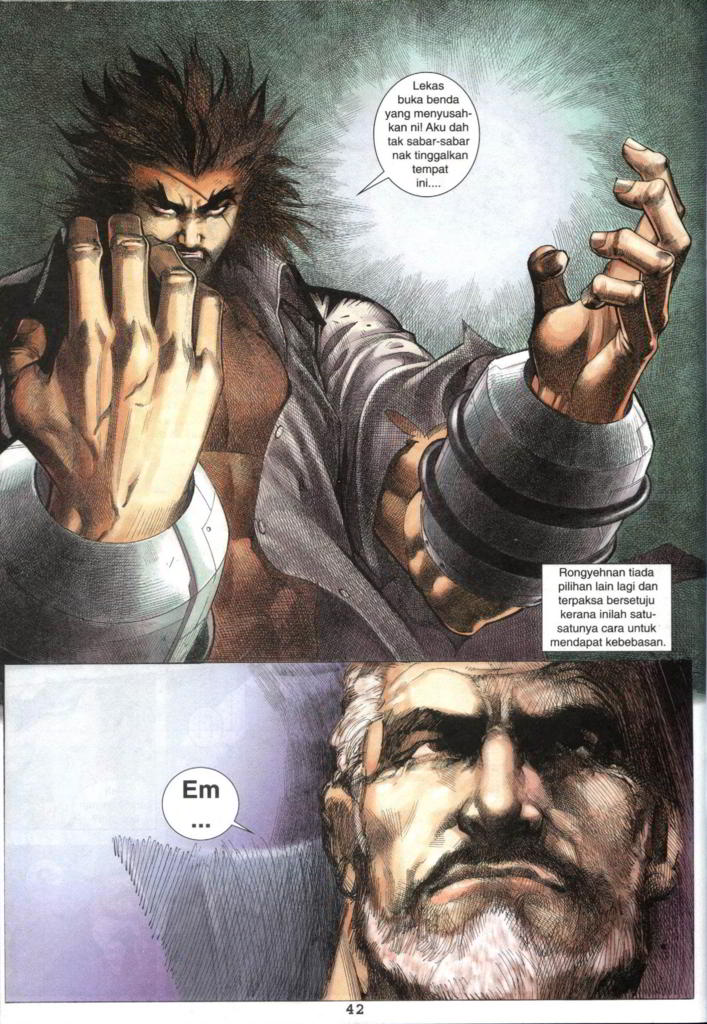 Lekas
buka benda
yang menyusah-
kan ni! Aku dah
tak sabar-sabar
nak tinggalkan
tempat
ini....
Rongyehnan tiada
pilihan lain lagi dan
terpaksa bersetuju
kerana inilah satu-
satunya cara untuk
mendapat kebebasan.
Em
...
42